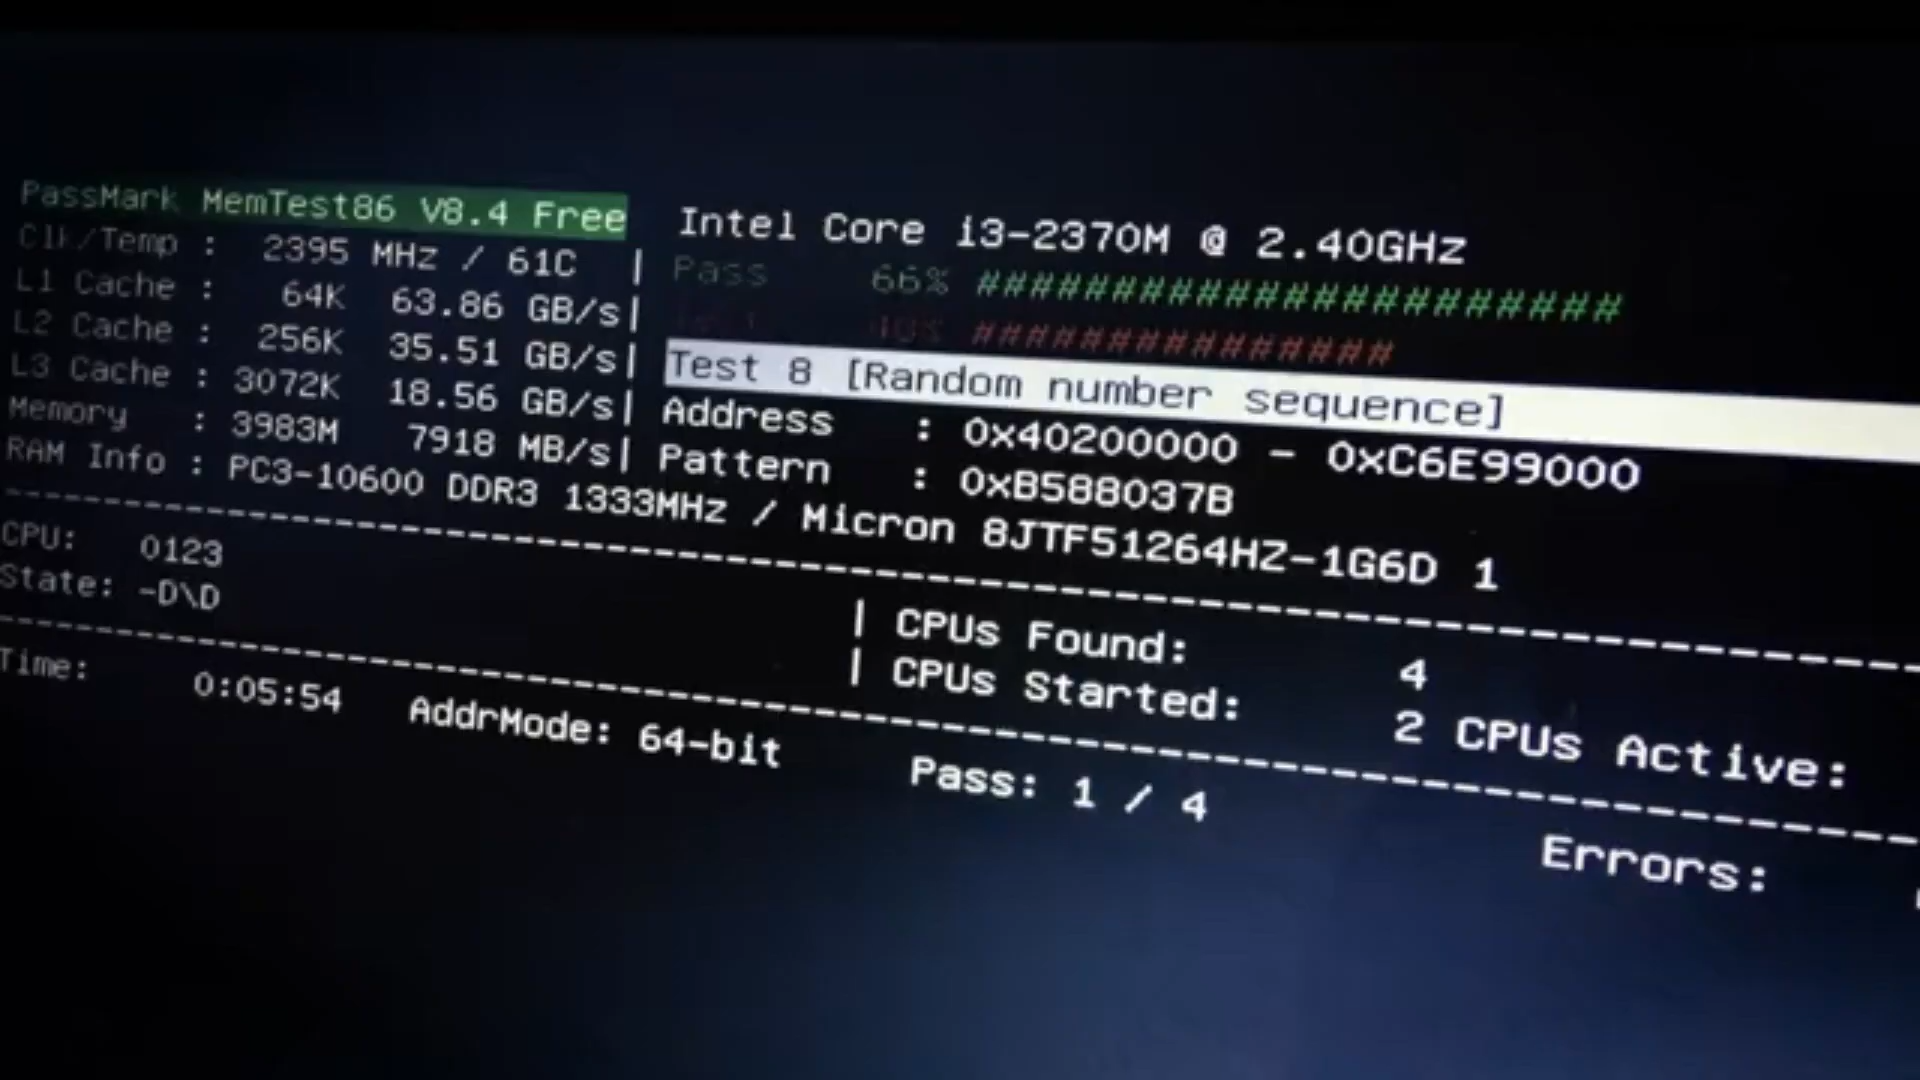 PassMark MemTest86 V8.4 Free Intel Core i3-2370M @ 2.40GHz
Clk/Temp : 2395 MHz / 61C | Pass 66% ########################
L1 Cache : 64K 63.86 GB/s| 40% ################
L2 Cache : 256K 35.51 GB/s| Test 8 [Random number sequence]
L3 Cache : 3072K 18.56 GB/s| Address : 0x40200000 - 0xC6E99000
Memory : 3983M 7918 MB/s| Pattern : 0xB588037B
RAM Info : PC3-10600 DDR3 1333MHz / Micron 8JTF51264HZ-1G6D 1
CPU: 0123 | CPUs Found: 4
State: -D\D | CPUs Started: 2 CPUs Active:
Time: 0:05:54 AddrMode: 64-bit Pass: 1 / 4 Errors: